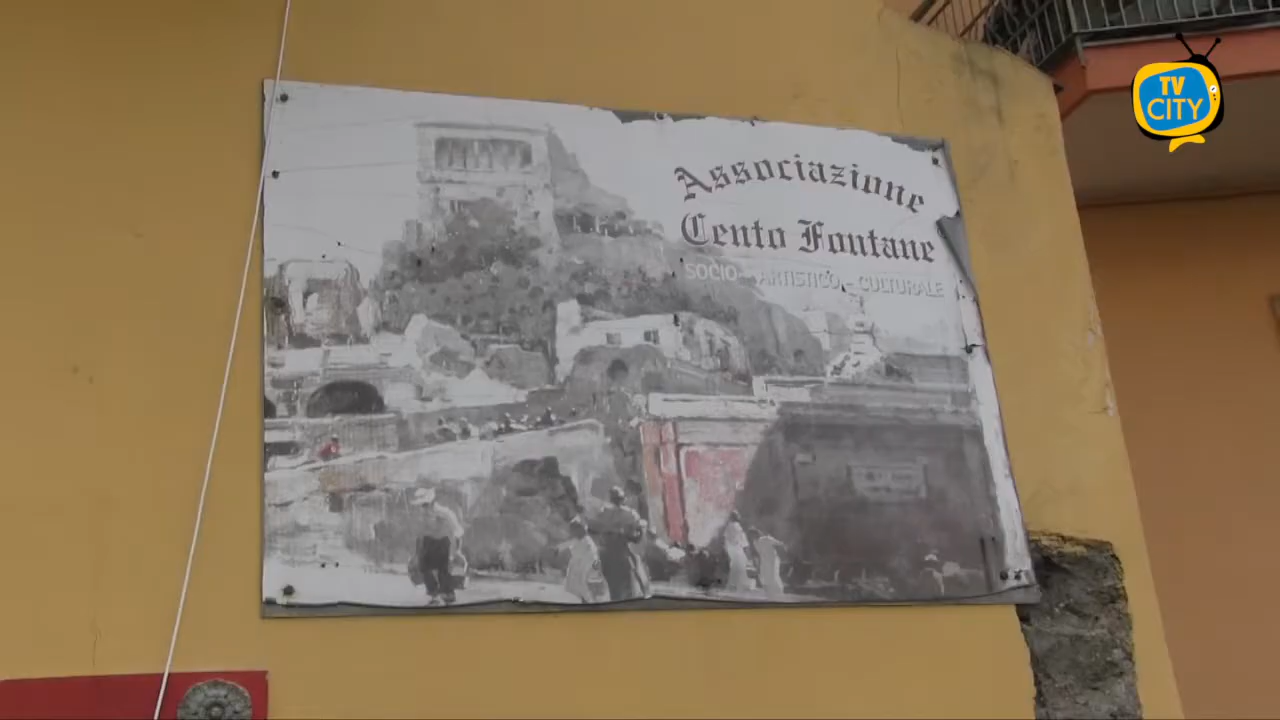 TV
CITY
Associazione
Cento Fontane
SOCIO - ARTISTICO - CULTURALE